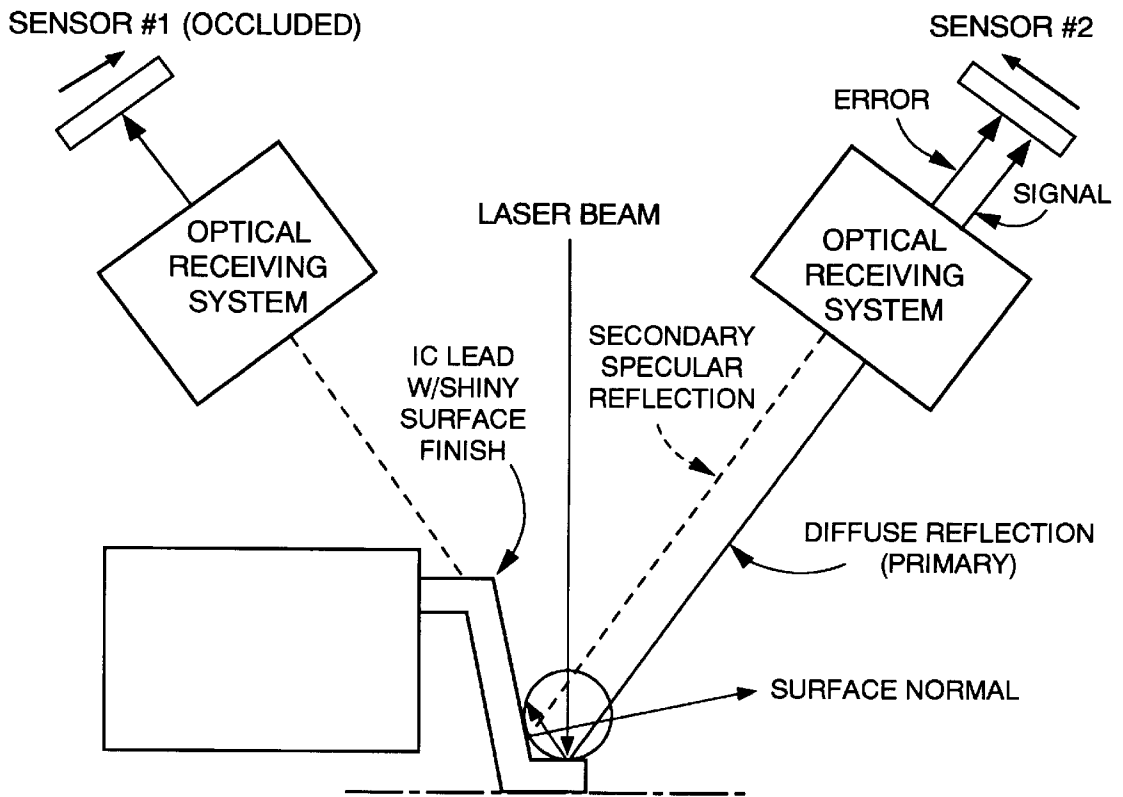 SENSOR #1 (OCCLUDED)
SENSOR #2
ERROR
SIGNAL
LASER BEAM
OPTICAL
RECEIVING
SYSTEM
OPTICAL
RECEIVING
SYSTEM
IC LEAD
W/SHINY
SURFACE
FINISH
SECONDARY
SPECULAR
REFLECTION
DIFFUSE REFLECTION
(PRIMARY)
SURFACE NORMAL